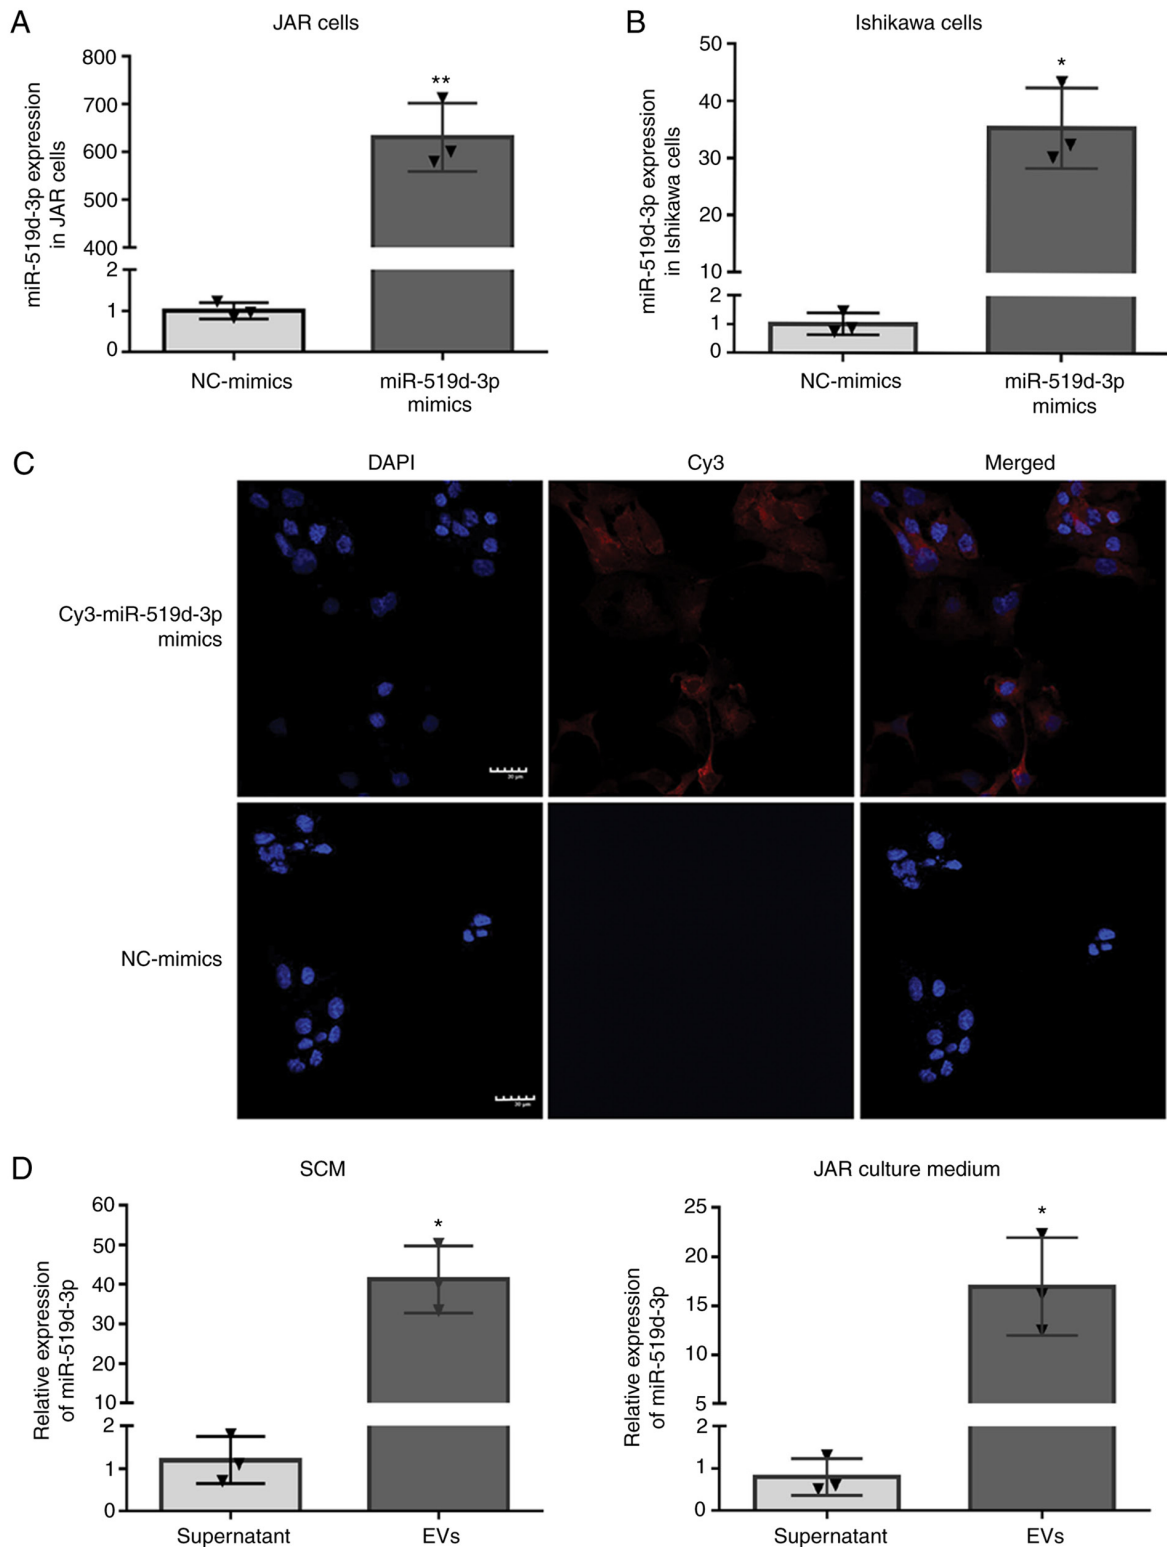 A
JAR cells
miR-519d-3p expression
in JAR cells
800
700
600
500
400
2
1
0
**
NC-mimics
miR-519d-3p
mimics
B
Ishikawa cells
miR-519d-3p expression
in Ishikawa cells
50
40
30
20
10
2
1
0
*
NC-mimics
miR-519d-3p
mimics
C
DAPI
Cy3
Merged
Cy3-miR-519d-3p
mimics
NC-mimics
D
SCM
Relative expression
of miR-519d-3p
60
50
40
30
20
10
2
1
0
*
Supernatant
EVs
JAR culture medium
Relative expression
of miR-519d-3p
25
20
15
10
5
2
1
0
*
Supernatant
EVs